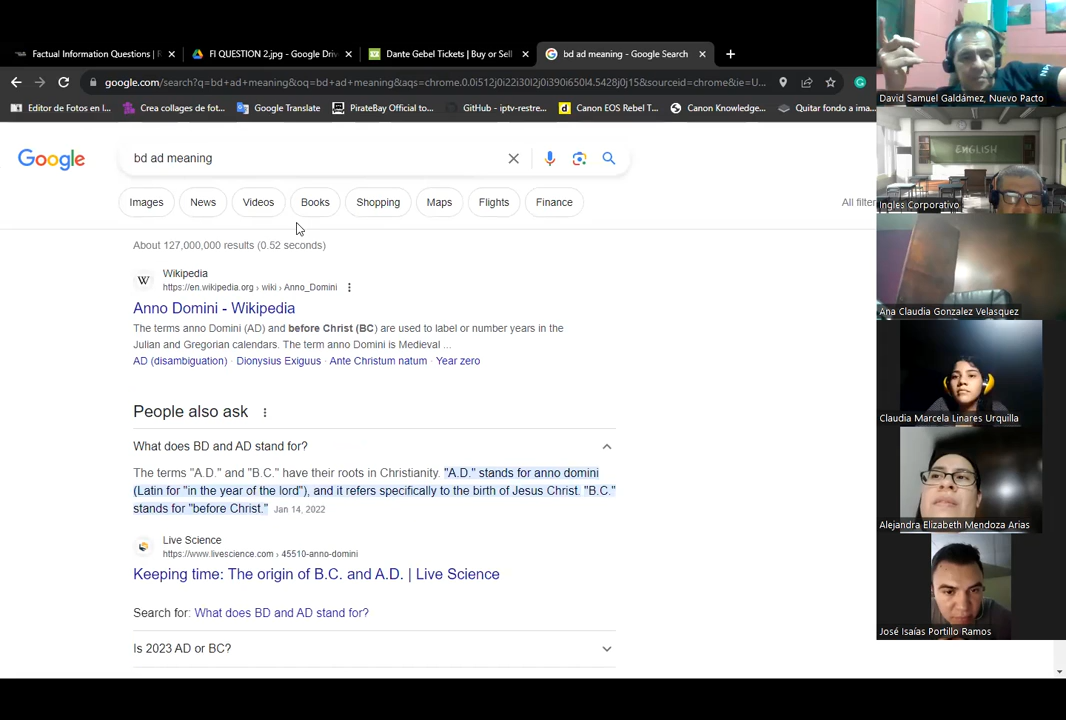 Factual Information Questions | F
FI QUESTION 2.jpg - Google Driv
Dante Gebel Tickets | Buy or Sell
bd ad meaning - Google Search
google.com/search?q=bd+ad+meaning&oq=bd+ad+meaning&aqs=chrome.0.0i512j0i22i30l2j0i390i650l4.5428j0j15&sourceid=chrome&ie=U...
Editor de Fotos en l...
Crea collages de fot...
Google Translate
PirateBay Official to...
GitHub - iptv-restre...
Canon EOS Rebel T...
Canon Knowledge...
Quitar fondo a ima...
Google
bd ad meaning
Images
News
Videos
Books
Shopping
Maps
Flights
Finance
All filter
About 127,000,000 results (0.52 seconds)
W
Wikipedia
https://en.wikipedia.org › wiki › Anno_Domini
Anno Domini - Wikipedia
The terms anno Domini (AD) and before Christ (BC) are used to label or number years in the
Julian and Gregorian calendars. The term anno Domini is Medieval ...
AD (disambiguation) · Dionysius Exiguus · Ante Christum natum · Year zero
People also ask
What does BD and AD stand for?
The terms "A.D." and "B.C." have their roots in Christianity. "A.D." stands for anno domini
(Latin for "in the year of the lord"), and it refers specifically to the birth of Jesus Christ. "B.C."
stands for "before Christ." Jan 14, 2022
Live Science
https://www.livescience.com › 45510-anno-domini
Keeping time: The origin of B.C. and A.D. | Live Science
Search for: What does BD and AD stand for?
Is 2023 AD or BC?
David Samuel Galdámez, Nuevo Pacto
ENGLISH
Ingles Corporativo
Ana Claudia Gonzalez Velasquez
Claudia Marcela Linares Urquilla
Alejandra Elizabeth Mendoza Arias
José Isaías Portillo Ramos